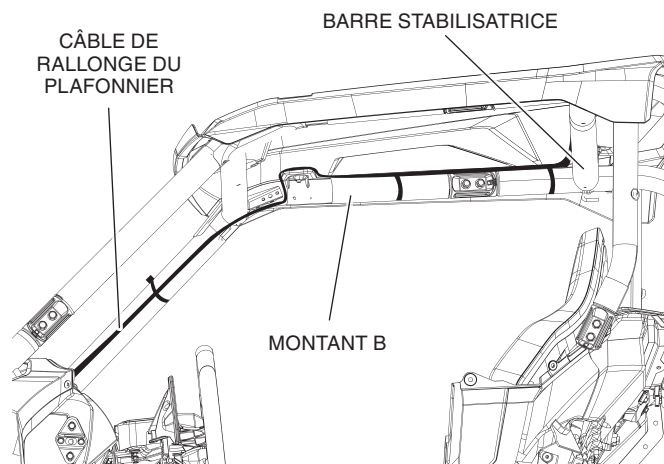 BARRE STABILISATRICE
CÂBLE DE
RALLONGE DU
PLAFONNIER
MONTANT B